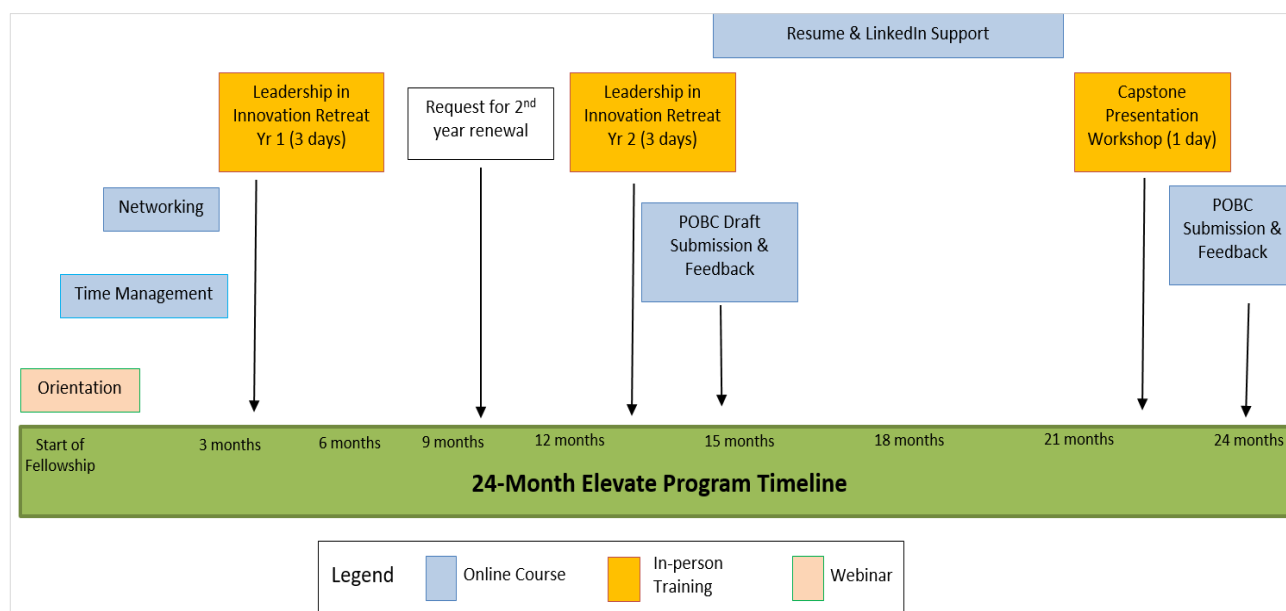 Resume & LinkedIn Support
Leadership in
Innovation Retreat
Yr 1 (3 days)
Request for 2nd
year renewal
Leadership in
Innovation Retreat
Yr 2 (3 days)
Capstone
Presentation
Workshop (1 day)
Networking
POBC Draft
Submission &
Feedback
POBC
Submission &
Feedback
Time Management
Orientation
Start of
Fellowship
3 months
6 months
9 months
12 months
15 months
18 months
21 months
24 months
24-Month Elevate Program Timeline
Legend
Online Course
In-person
Training
Webinar